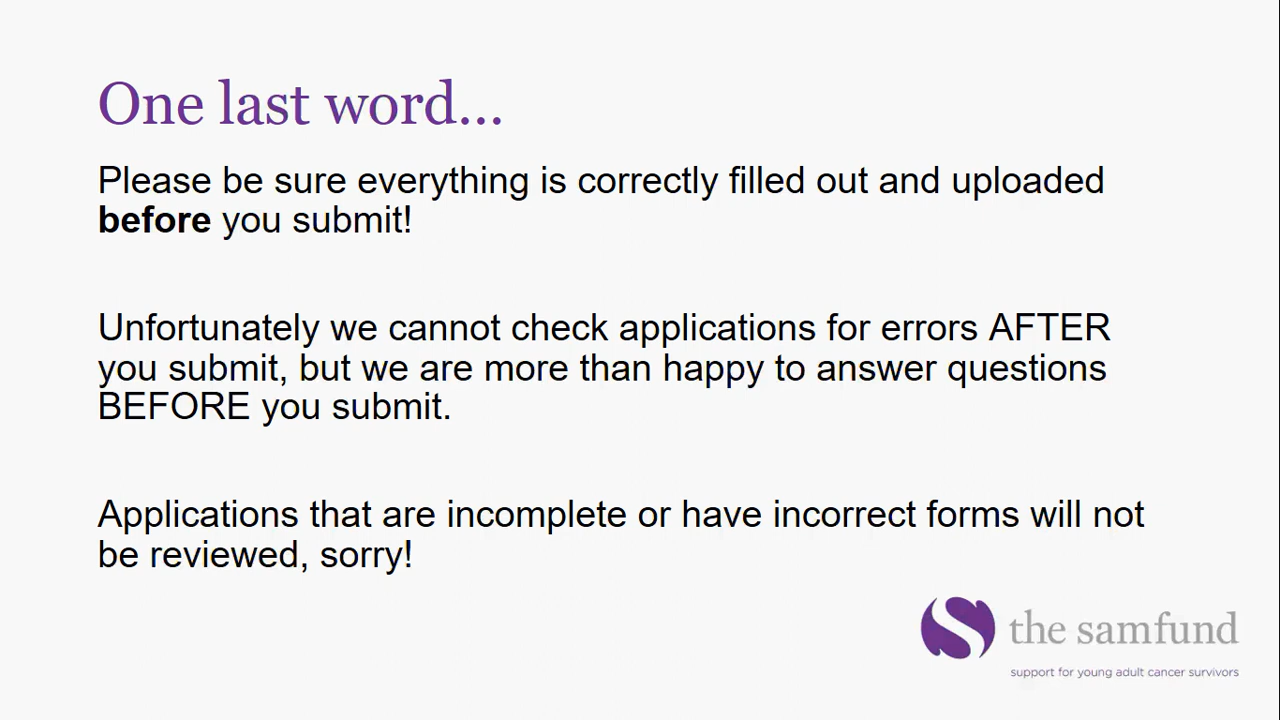 One last word...
Please be sure everything is correctly filled out and uploaded
before you submit!
Unfortunately we cannot check applications for errors AFTER
you submit, but we are more than happy to answer questions
BEFORE you submit.
Applications that are incomplete or have incorrect forms will not
be reviewed, sorry!
the samfund
support for young adult cancer survivors